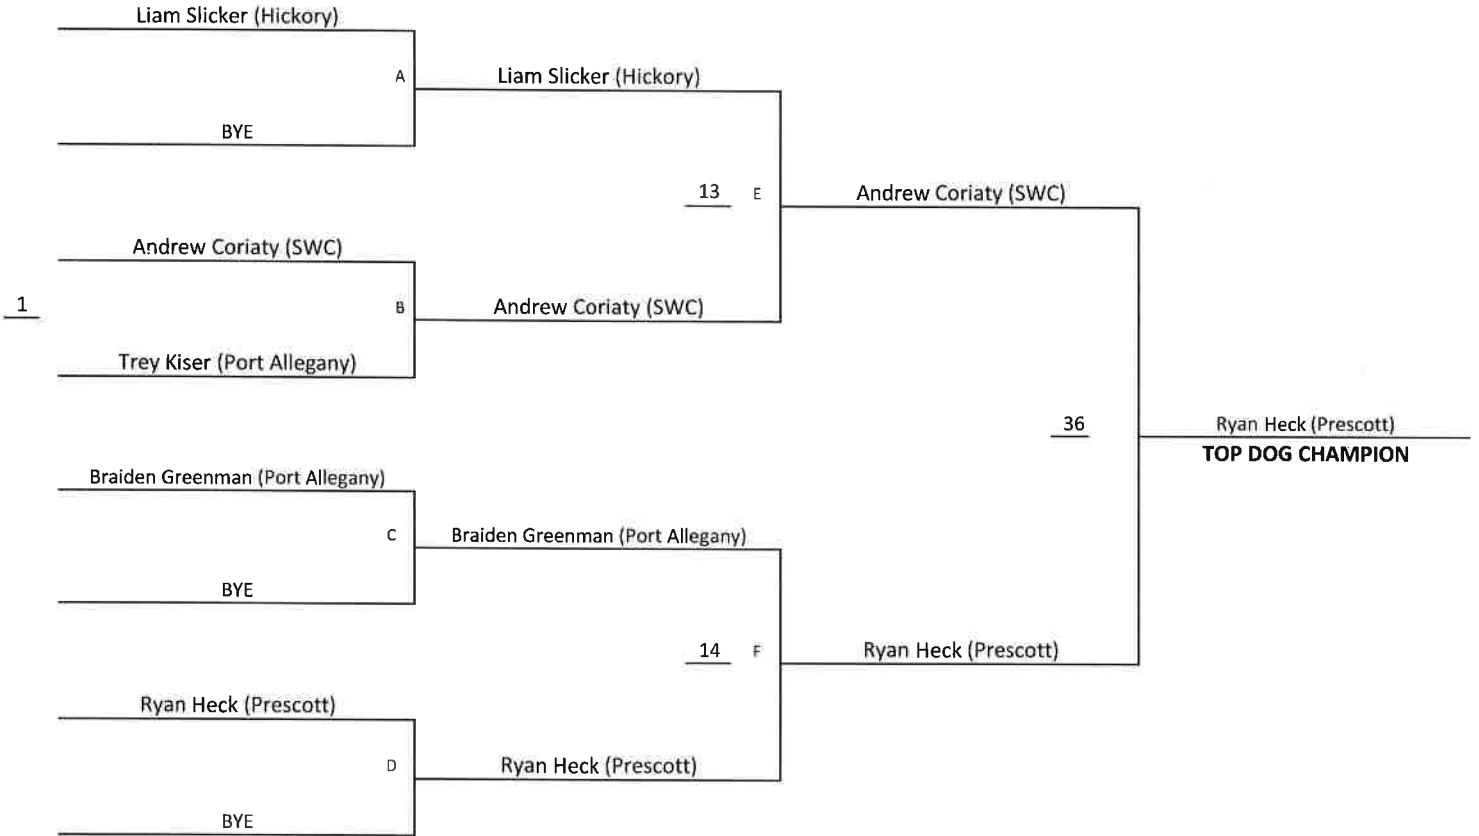 Liam Slicker (Hickory)
A
Liam Slicker (Hickory)
BYE
13
E
Andrew Coriaty (SWC)
Andrew Coriaty (SWC)
1
B
Andrew Coriaty (SWC)
Trey Kiser (Port Allegany)
36
Ryan Heck (Prescott)
TOP DOG CHAMPION
Braiden Greenman (Port Allegany)
C
Braiden Greenman (Port Allegany)
BYE
14
F
Ryan Heck (Prescott)
Ryan Heck (Prescott)
D
Ryan Heck (Prescott)
BYE